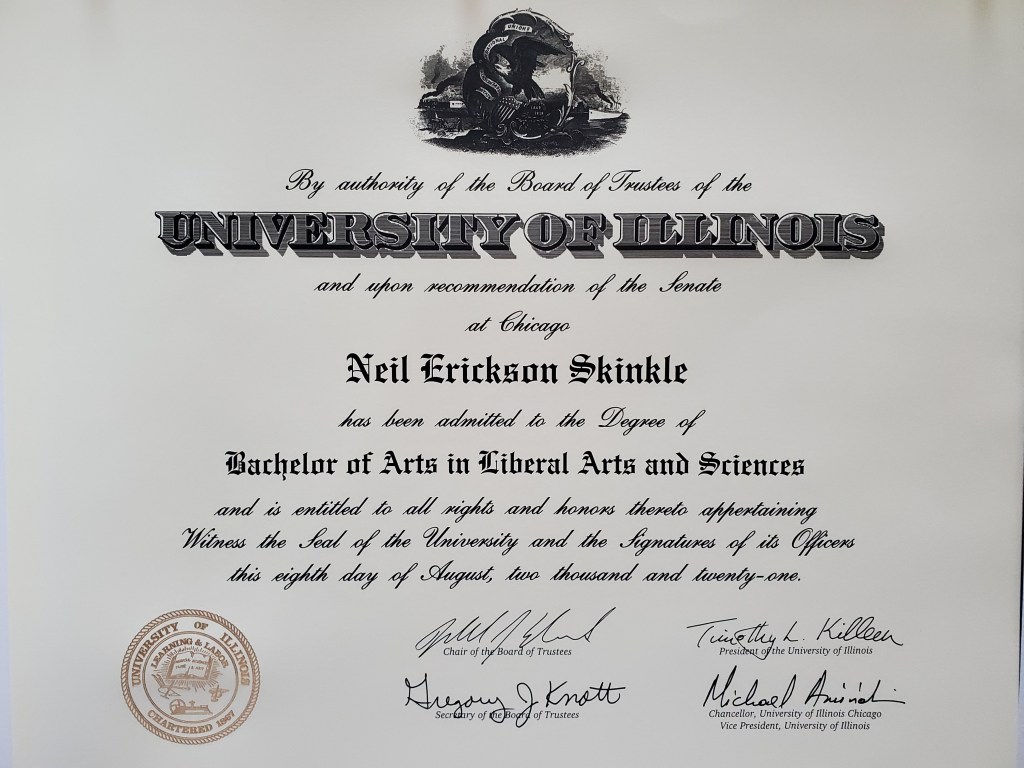 NATIONAL UNION
By authority of the Board of Trustees of the
UNIVERSITY OF ILLINOIS
and upon recommendation of the Senate
at Chicago
Neil Erickson Skinkle
has been admitted to the Degree of
Bachelor of Arts in Liberal Arts and Sciences
and is entitled to all rights and honors thereto appertaining
Witness the Seal of the University and the Signatures of its Officers
this eighth day of August, two thousand and twenty-one.
UNIVERSITY OF ILLINOIS
LEARNING & LABOR
CHARTERED 1867
Chair of the Board of Trustees
Timothy L. Killeen
President of the University of Illinois
Gregory J Knott
Secretary of the Board of Trustees
Michael
Chancellor, University of Illinois Chicago
Vice President, University of Illinois